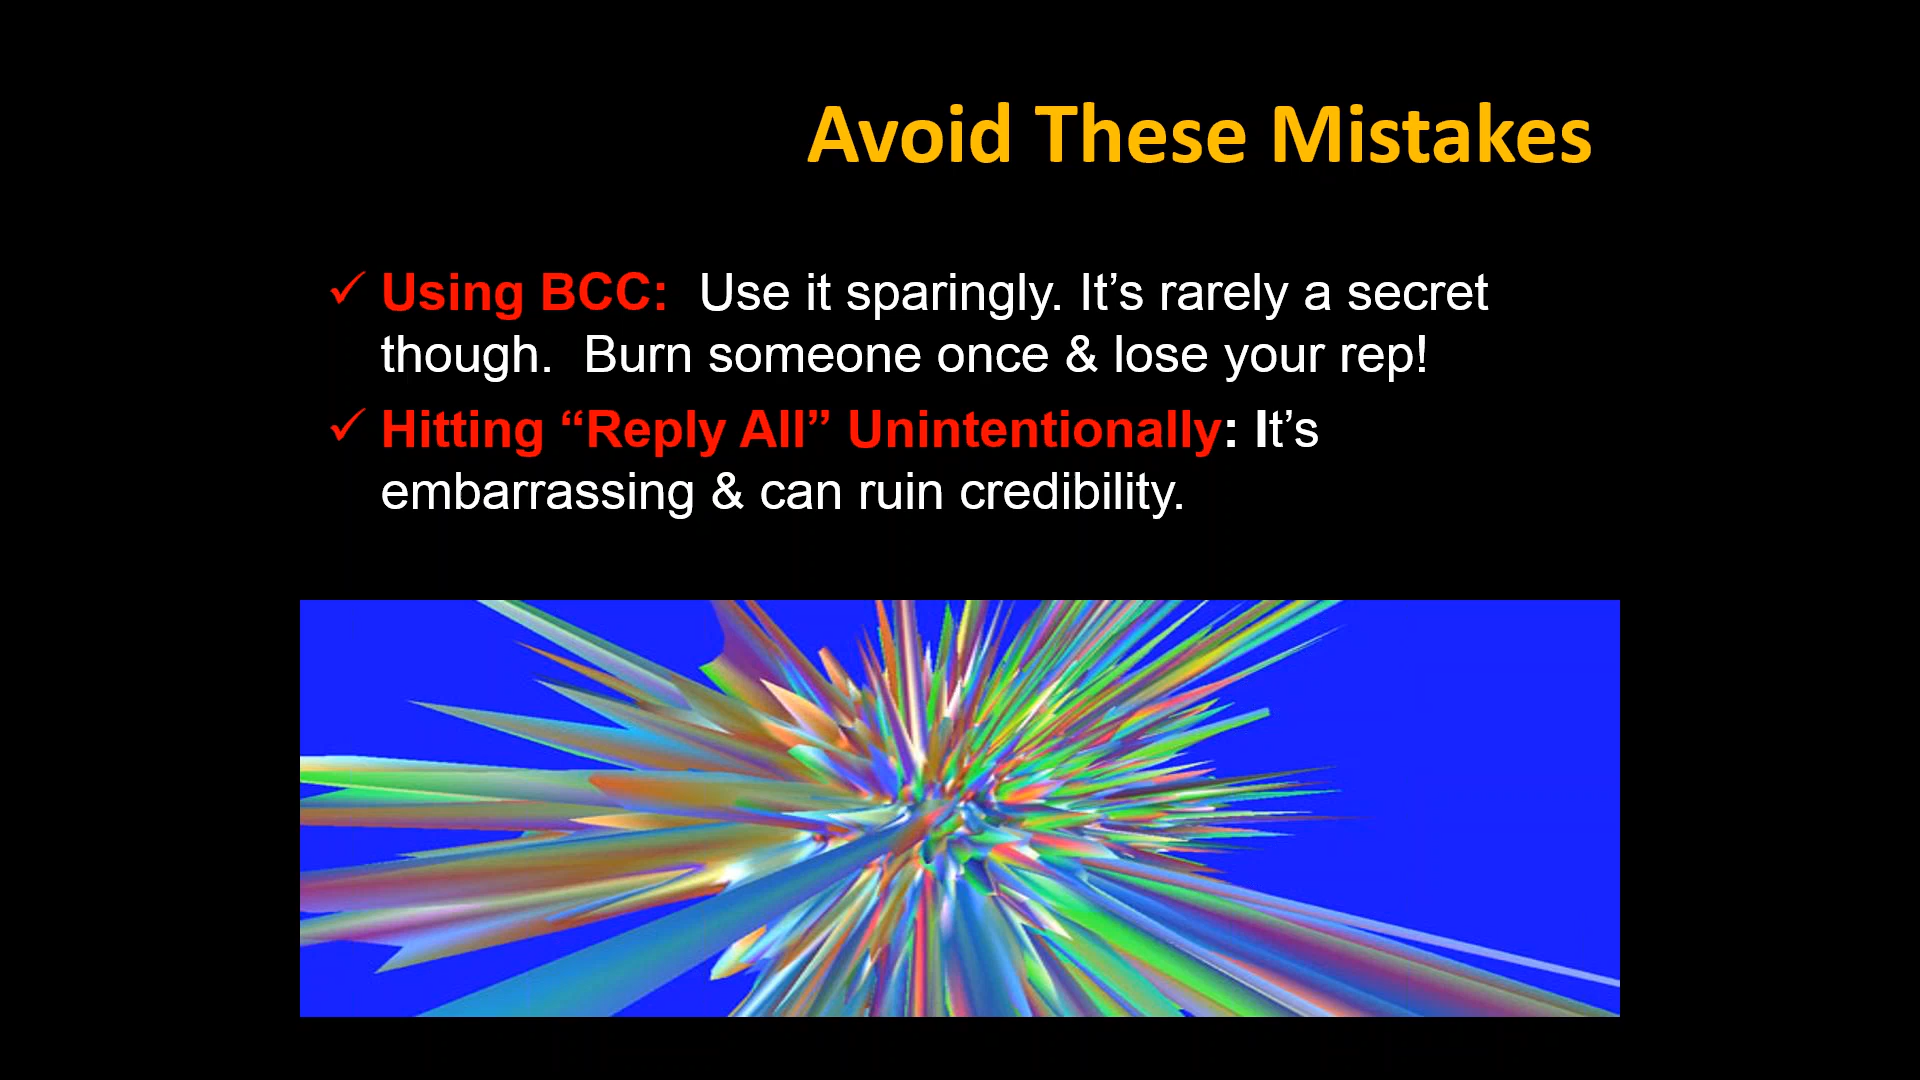 Avoid These Mistakes
✓ Using BCC:  Use it sparingly. It’s rarely a secret
though.  Burn someone once & lose your rep!
✓ Hitting “Reply All” Unintentionally: It’s
embarrassing & can ruin credibility.